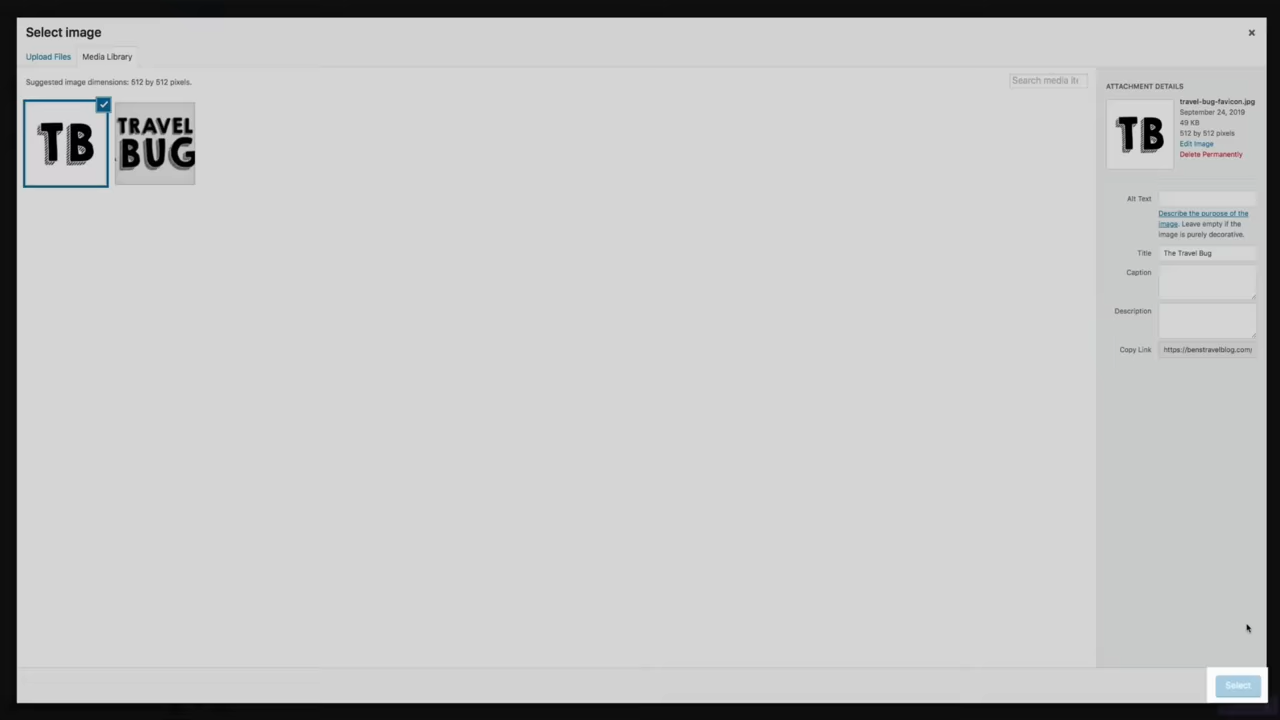 Select image
Upload Files
Media Library
Suggested image dimensions: 512 by 512 pixels.
Search media ite
TB
TRAVEL
BUG
ATTACHMENT DETAILS
TB
travel-bug-favicon.jpg
September 24, 2019
49 KB
512 by 512 pixels
Edit Image
Delete Permanently
Alt Text
Describe the purpose of the
image. Leave empty if the
image is purely decorative.
Title
The Travel Bug
Caption
Description
Copy Link
https://benstravelblog.com/
Select